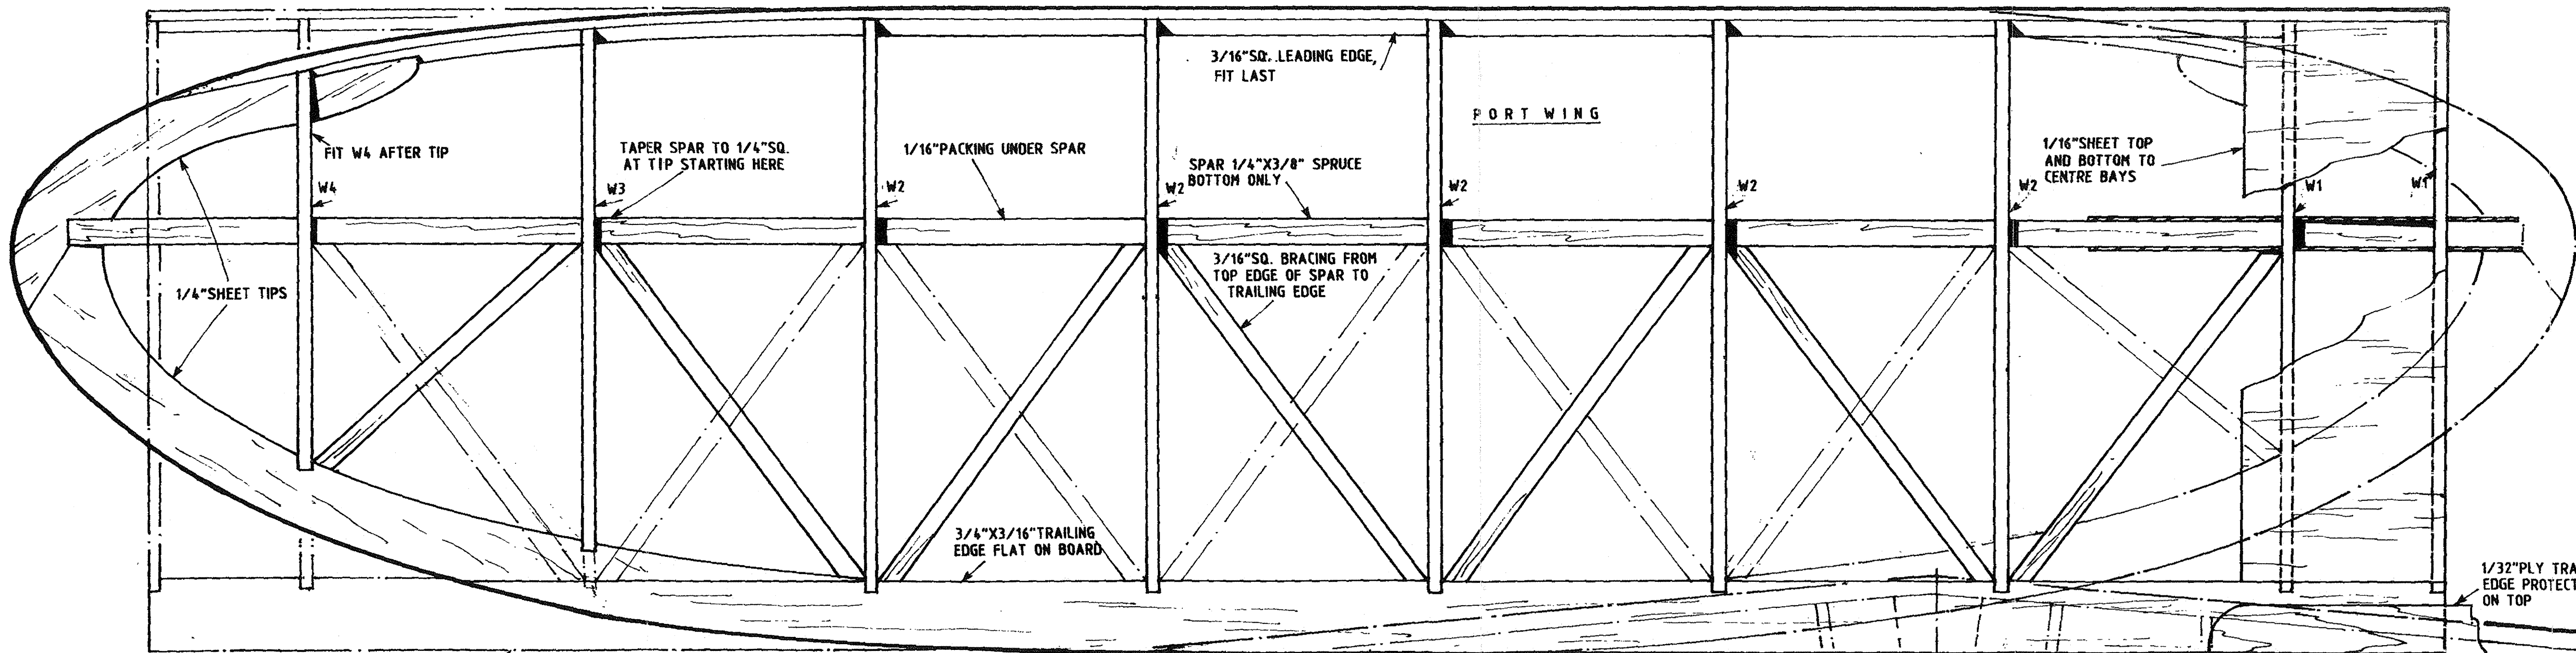 3/16"SQ. LEADING EDGE,
FIT LAST
PORT WING
FIT W4 AFTER TIP
TAPER SPAR TO 1/4"SQ.
AT TIP STARTING HERE
1/16"PACKING UNDER SPAR
SPAR 1/4"X3/8" SPRUCE
BOTTOM ONLY
1/16"SHEET TOP
AND BOTTOM TO
CENTRE BAYS
W4
W3
W2
W2
W2
W2
W2
W1
W1
1/4"SHEET TIPS
3/16"SQ. BRACING FROM
TOP EDGE OF SPAR TO
TRAILING EDGE
3/4"X3/16"TRAILING
EDGE FLAT ON BOARD
1/32"PLY TRA
EDGE PROTECT
ON TOP